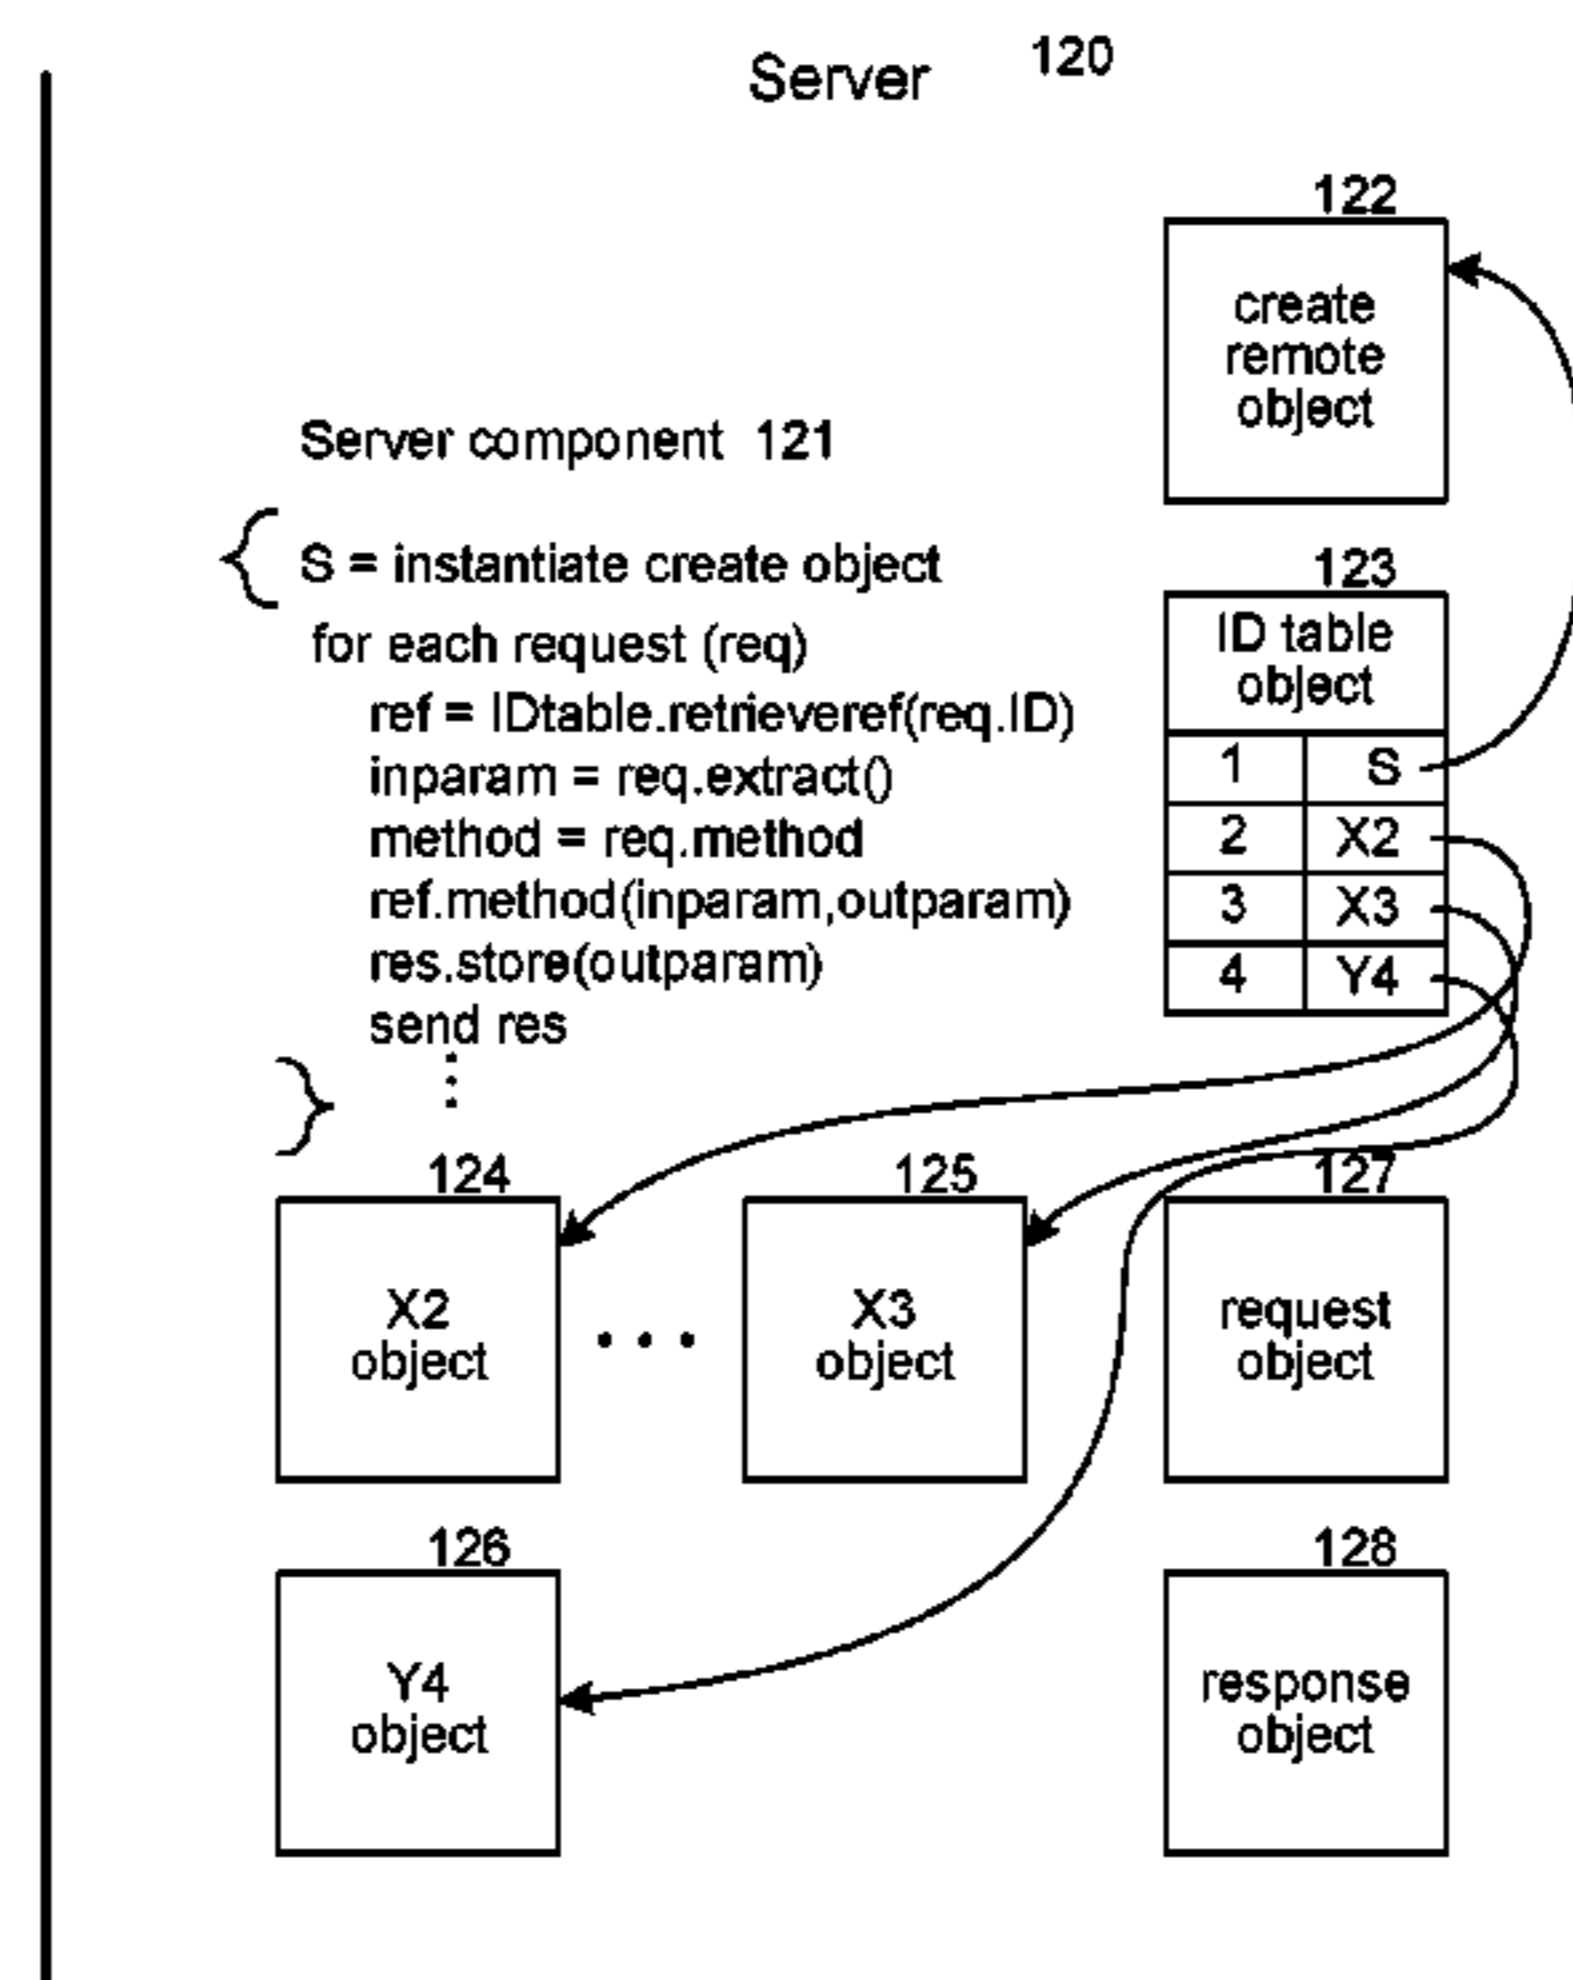 Server 120
122
create
remote
object
Server component 121
{ S = instantiate create object
for each request (req)
ref = IDtable.retrieveref(req.ID)
inparam = req.extract()
method = req.method
ref.method(inparam,outparam)
res.store(outparam)
send res
}
123
ID table
object
1 S
2 X2
3 X3
4 Y4
124
X2
object
...
125
X3
object
127
request
object
126
Y4
object
128
response
object